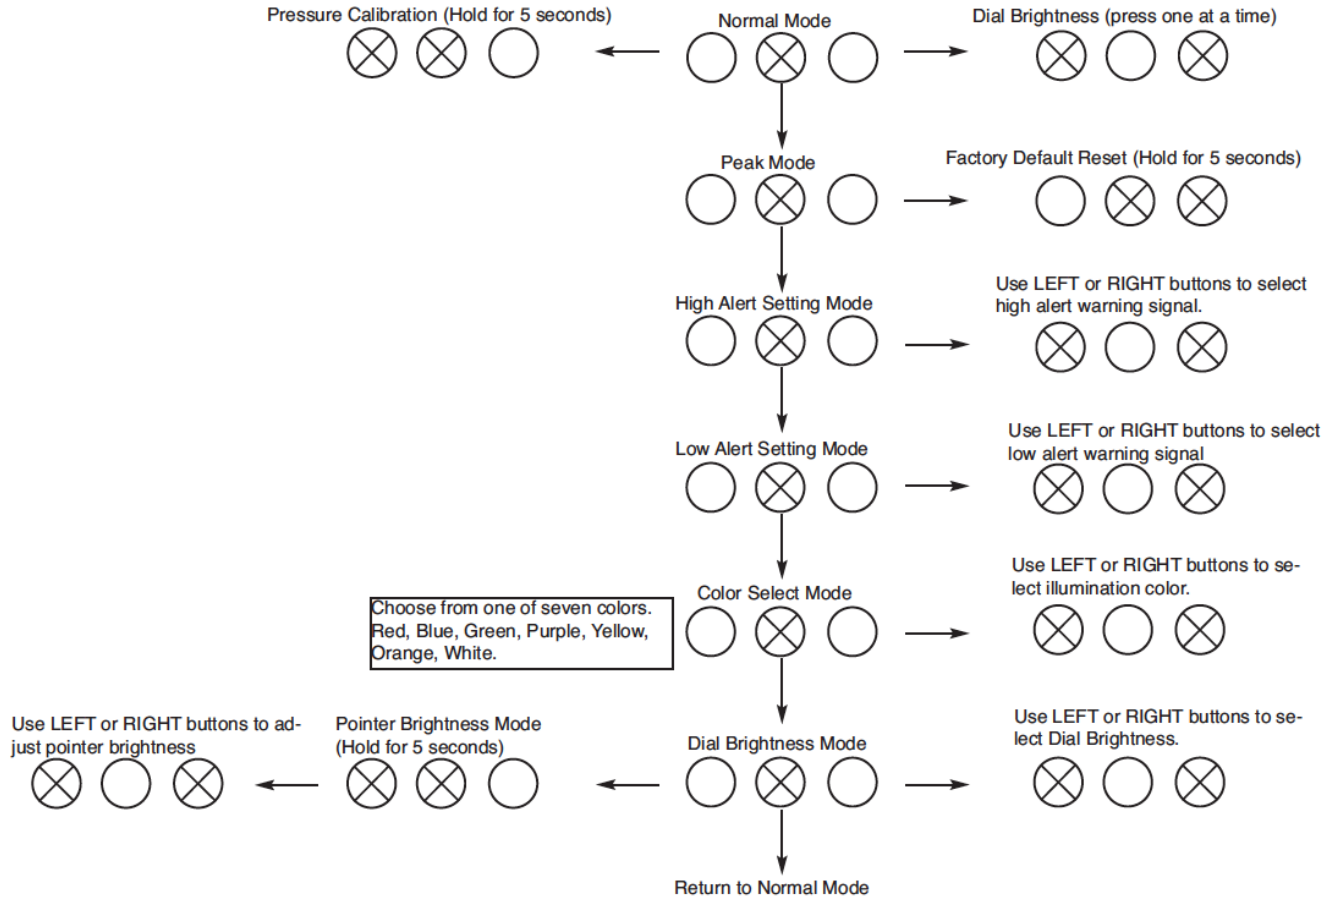 Pressure Calibration (Hold for 5 seconds)
Normal Mode
Dial Brightness (press one at a time)
Peak Mode
Factory Default Reset (Hold for 5 seconds)
High Alert Setting Mode
Use LEFT or RIGHT buttons to select
high alert warning signal.
Low Alert Setting Mode
Use LEFT or RIGHT buttons to select
low alert warning signal
Choose from one of seven colors.
Red, Blue, Green, Purple, Yellow,
Orange, White.
Color Select Mode
Use LEFT or RIGHT buttons to se-
lect illumination color.
Use LEFT or RIGHT buttons to ad-
just pointer brightness
Pointer Brightness Mode
(Hold for 5 seconds)
Dial Brightness Mode
Use LEFT or RIGHT buttons to se-
lect Dial Brightness.
Return to Normal Mode